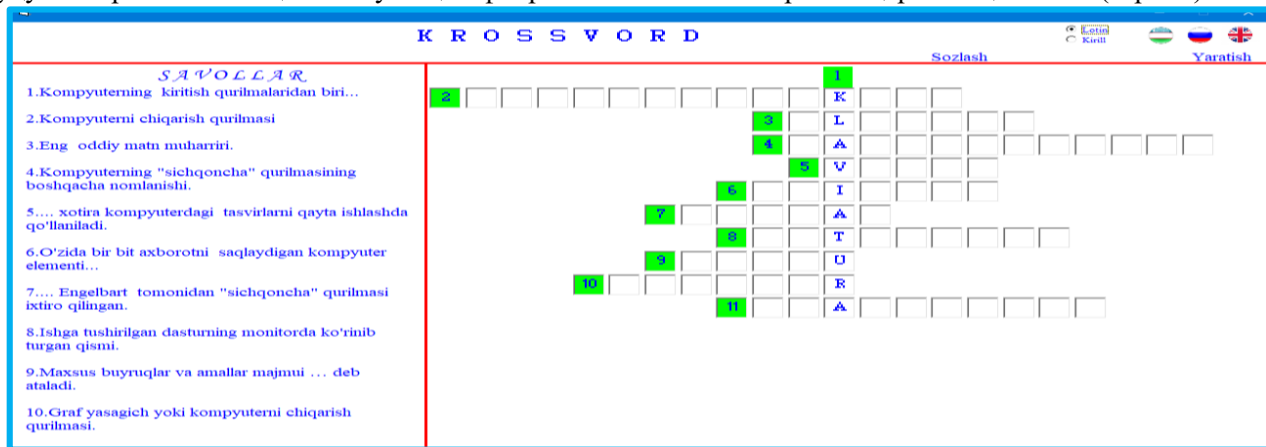 K R O S S V O R D
Lotin
Kirill
Sozlash
Yaratish
SAVOLLAR
1.Kompyuterning kiritish qurilmalaridan biri...
2.Kompyuterni chiqarish qurilmasi
3.Eng oddiy matn muharriri.
4.Kompyuterning "sichqoncha" qurilmasining
boshqacha nomlanishi.
5.... xotira kompyuterdagi tasvirlarni qayta ishlashda
qo'llaniladi.
6.O'zida bir bit axborotni saqlaydigan kompyuter
elementi...
7.... Engelbart tomonidan "sichqoncha" qurilmasi
ixtiro qilingan.
8.Ishga tushirilgan dasturning monitorda ko'rinib
turgan qismi.
9.Maxsus buyruqlar va amallar majmui ... deb
ataladi.
10.Graf yasagich yoki kompyuterni chiqarish
qurilmasi.
1
2 K
3 L
4 A
5 V
6 I
7 A
8 T
9 U
10 R
11 A